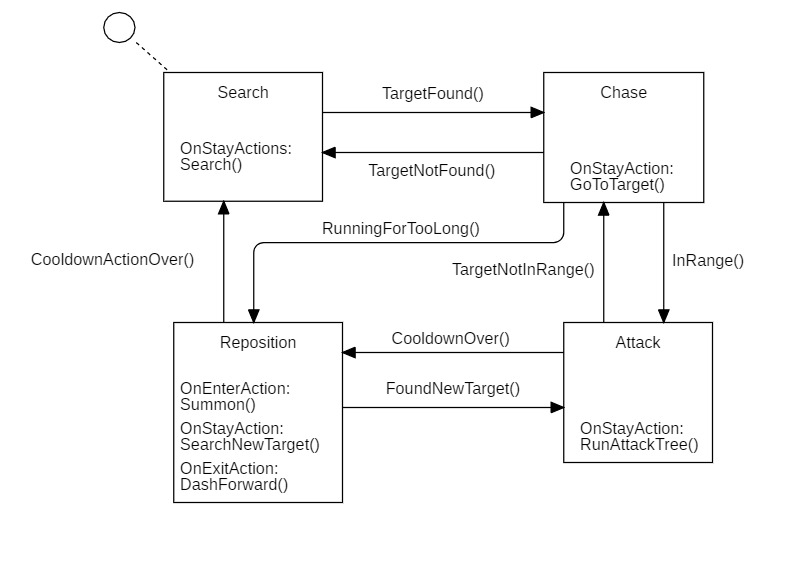 Search
OnStayActions:
Search()
TargetFound()
TargetNotFound()
Chase
OnStayAction:
GoToTarget()
RunningForTooLong()
CooldownActionOver()
TargetNotInRange()
InRange()
Reposition
OnEnterAction:
Summon()
OnStayAction:
SearchNewTarget()
OnExitAction:
DashForward()
CooldownOver()
FoundNewTarget()
Attack
OnStayAction:
RunAttackTree()